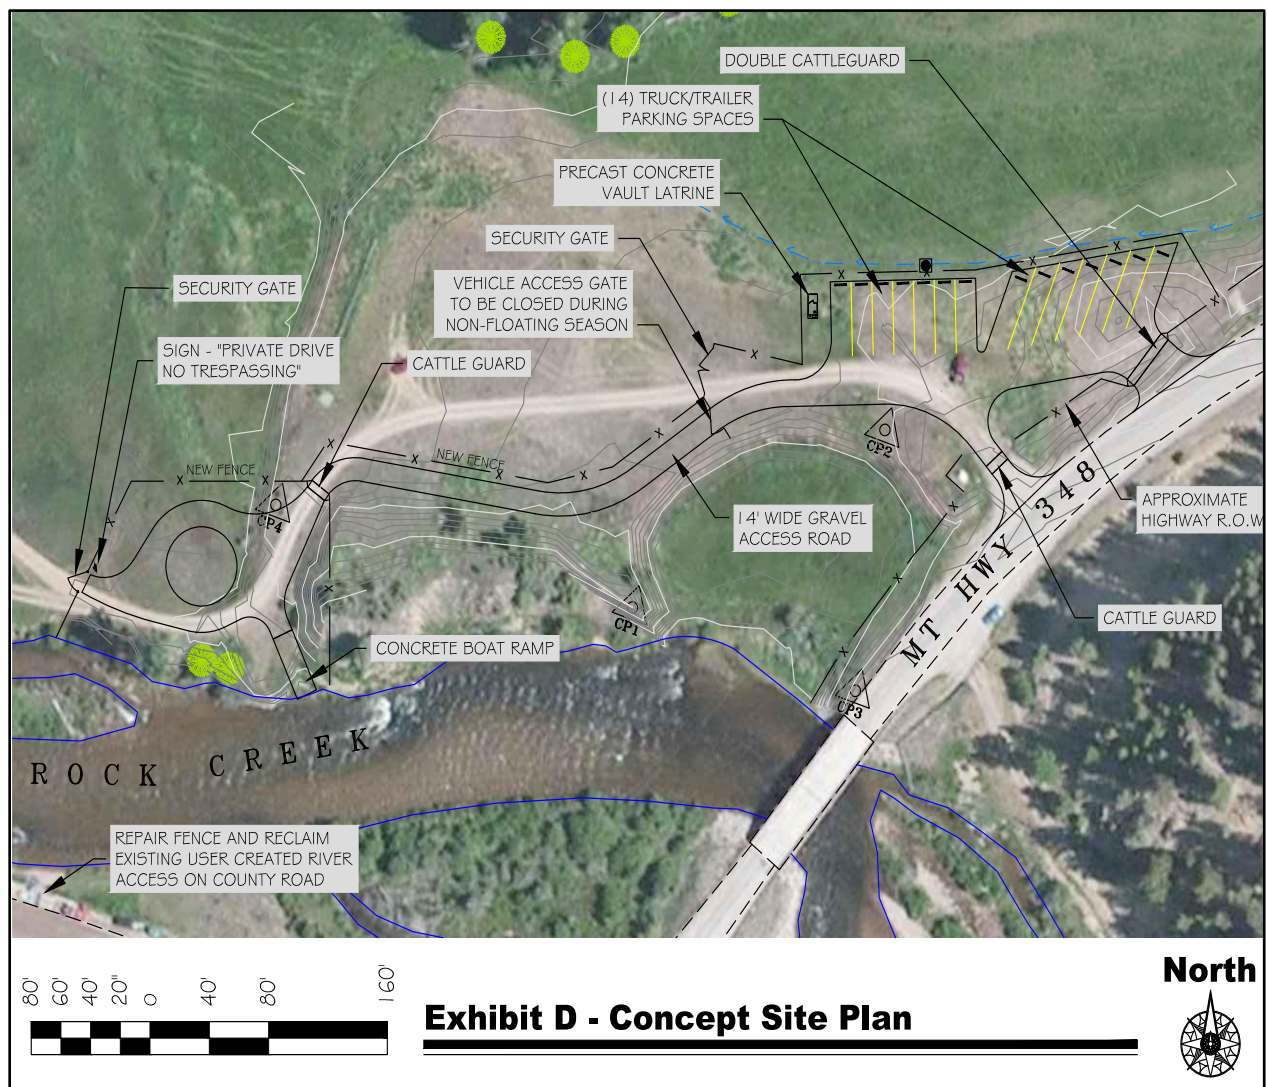 DOUBLE CATTLEGUARD
(14) TRUCK/TRAILER
PARKING SPACES
PRECAST CONCRETE
VAULT LATRINE
SECURITY GATE
VEHICLE ACCESS GATE
TO BE CLOSED DURING
NON-FLOATING SEASON
SECURITY GATE
SIGN - "PRIVATE DRIVE
NO TRESPASSING"
CATTLE GUARD
NEW FENCE
NEW FENCE
CP4
CP2
14' WIDE GRAVEL
ACCESS ROAD
APPROXIMATE
HIGHWAY R.O.W
MT HWY 348
CATTLE GUARD
CP1
CONCRETE BOAT RAMP
CP3
ROCK CREEK
REPAIR FENCE AND RECLAIM
EXISTING USER CREATED RIVER
ACCESS ON COUNTY ROAD
80' 60' 40' 20" 0 40' 80' 160'
Exhibit D - Concept Site Plan
North